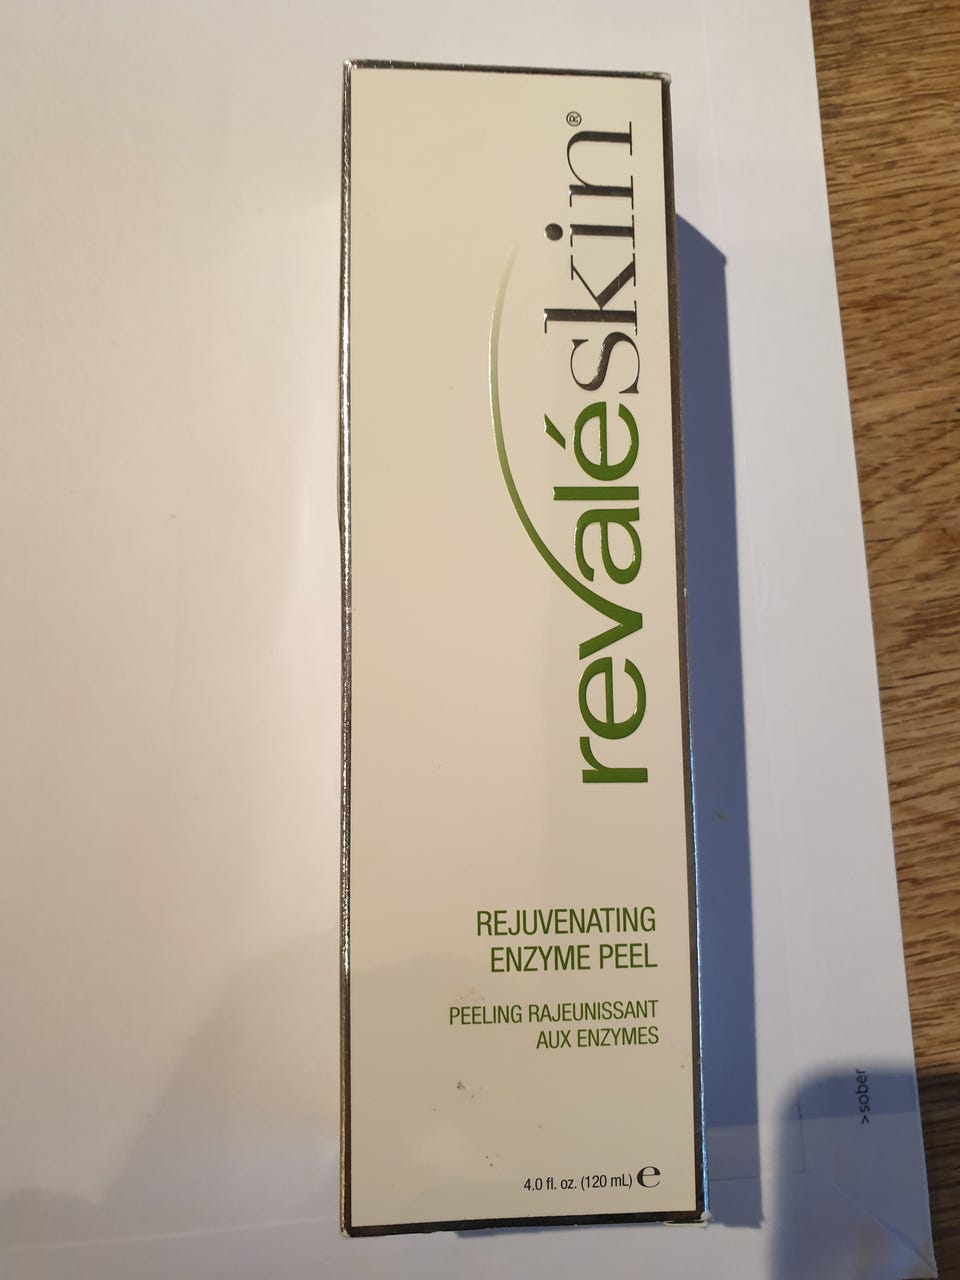 revaléskin®
REJUVENATING
ENZYME PEEL
PEELING RAJEUNISSANT
AUX ENZYMES
4.0 fl. oz. (120 mL) ℮
>sober